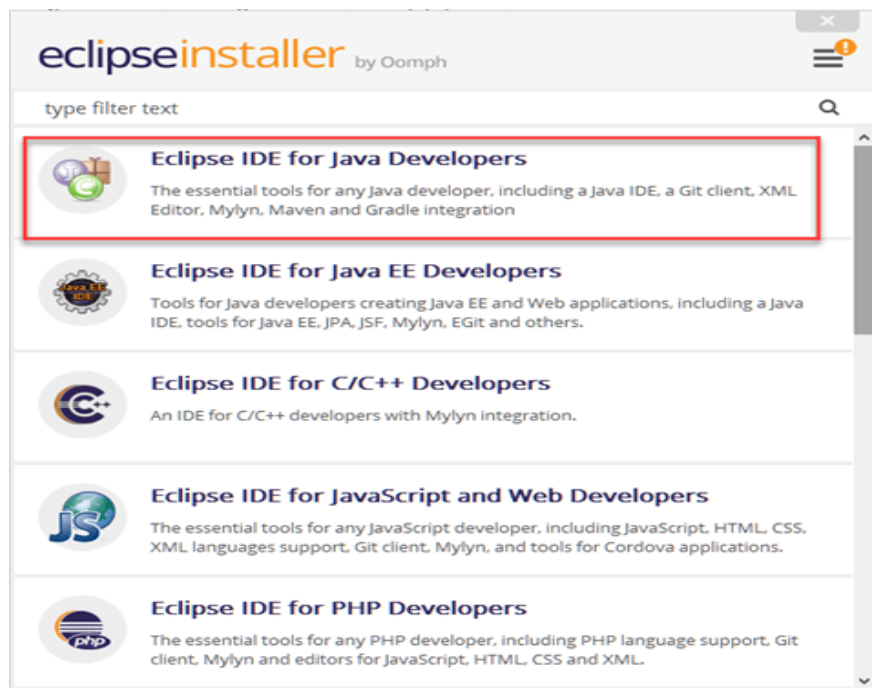 eclipseinstaller by Oomph
type filter text
Eclipse IDE for Java Developers
The essential tools for any Java developer, including a Java IDE, a Git client, XML
Editor, Mylyn, Maven and Gradle integration
Eclipse IDE for Java EE Developers
Java EE
IDE
Tools for Java developers creating Java EE and Web applications, including a Java
IDE, tools for Java EE, JPA, JSF, Mylyn, EGit and others.
Eclipse IDE for C/C++ Developers
C++
An IDE for C/C++ developers with Mylyn integration.
Eclipse IDE for JavaScript and Web Developers
JS
The essential tools for any JavaScript developer, including JavaScript, HTML, CSS,
XML languages support, Git client, Mylyn, and tools for Cordova applications.
Eclipse IDE for PHP Developers
php
The essential tools for any PHP developer, including PHP language support, Git
client, Mylyn and editors for JavaScript, HTML, CSS and XML.